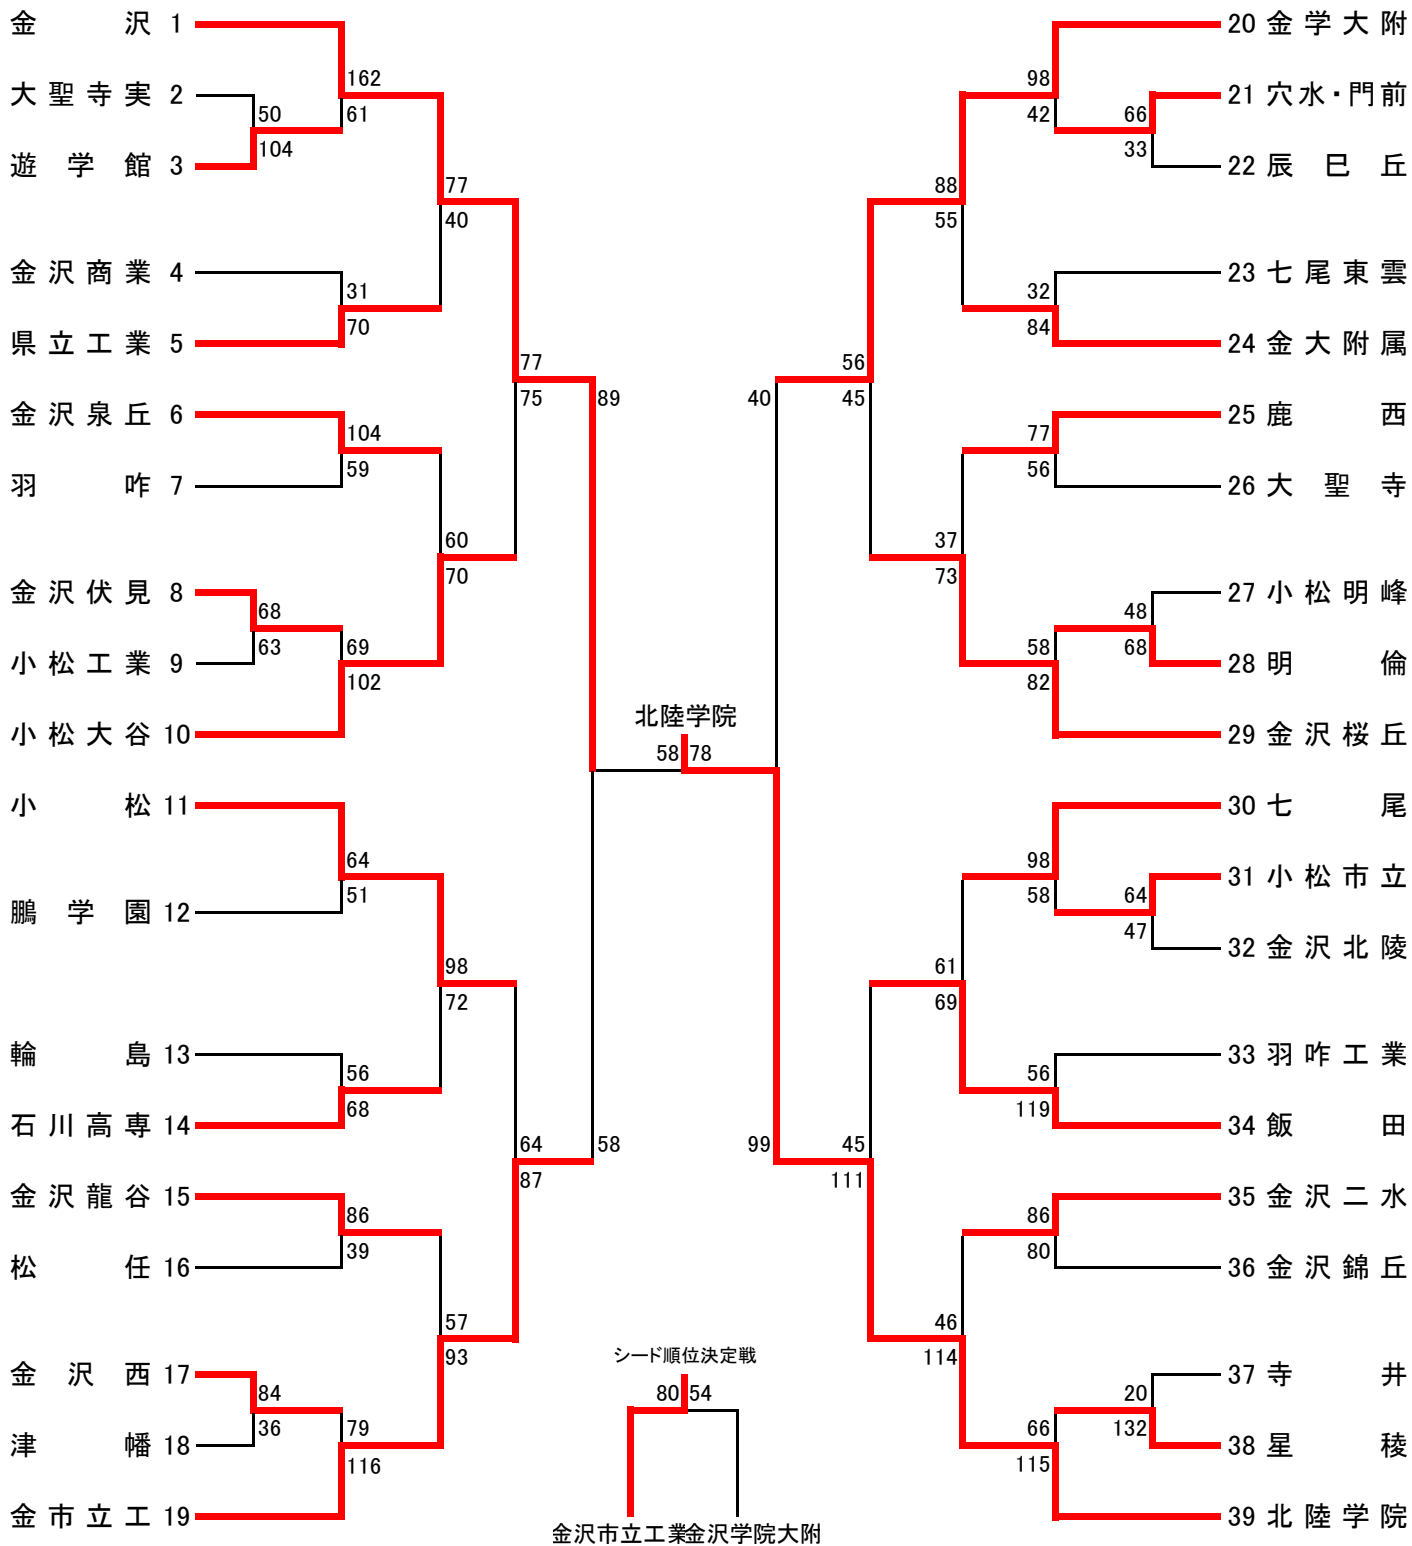 金沢 1
162
大聖寺実 2
50
61
104
遊学館 3
77
40
金沢商業 4
31
70
県立工業 5
77
75
89
金沢泉丘 6
104
59
羽咋 7
60
70
金沢伏見 8
68
63
69
小松工業 9
102
小松大谷 10
小松 11
64
51
鵬学園 12
98
72
輪島 13
56
68
石川高専 14
64
87
58
金沢龍谷 15
86
39
松任 16
57
93
金沢西 17
84
36
79
津幡 18
116
金市立工 19
北陸学院
58 78
シード順位決定戦
80 54
金沢市立工業 金沢学院大附
20 金学大附
98
21 穴水・門前
42
66
33
22 辰巳丘
88
55
23 七尾東雲
32
84
24 金大附属
56
40
45
25 鹿西
77
56
26 大聖寺
37
73
27 小松明峰
48
58
68
28 明倫
82
29 金沢桜丘
30 七尾
98
31 小松市立
58
64
47
32 金沢北陵
61
69
33 羽咋工業
56
119
34 飯田
99
45
111
35 金沢二水
86
80
36 金沢錦丘
46
114
37 寺井
20
66
132
38 星稜
115
39 北陸学院